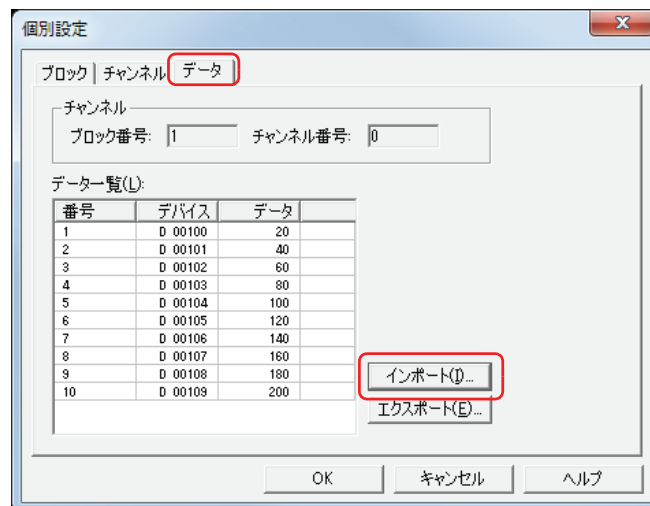 個別設定
ブロック チャンネル データ
チャンネル
ブロック番号: 1 チャンネル番号: 0
データ一覧(L):
番号 デバイス データ
1 D 00100 20
2 D 00101 40
3 D 00102 60
4 D 00103 80
5 D 00104 100
6 D 00105 120
7 D 00106 140
8 D 00107 160
9 D 00108 180
10 D 00109 200
インポート(I)...
エクスポート(E)...
OK キャンセル ヘルプ